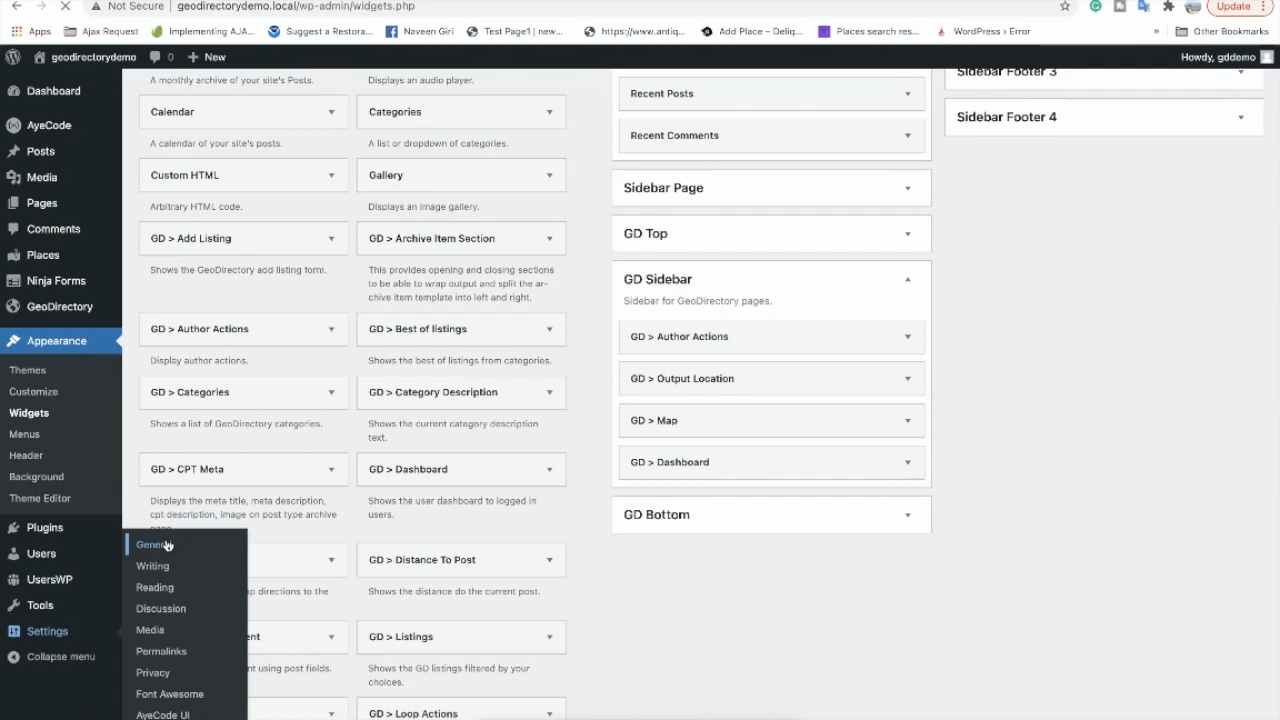 Not Secure | geodirectorydemo.local/wp-admin/widgets.php
Update
Apps
Ajax Request
Implementing AJA...
Suggest a Restora...
Naveen Giri
Test Page1 | new...
https://www.antiq...
Add Place – Deliq...
Places search res...
WordPress › Error
»
Other Bookmarks
geodirectorydemo
0
New
Howdy, gddemo
Dashboard
AyeCode
Posts
Media
Pages
Comments
Places
Ninja Forms
GeoDirectory
Appearance
Themes
Customize
Widgets
Menus
Header
Background
Theme Editor
Plugins
Users
UsersWP
Tools
Settings
Collapse menu
General
Writing
Reading
Discussion
Media
Permalinks
Privacy
Font Awesome
AyeCode UI
A monthly archive of your site's Posts.
Displays an audio player.
Calendar
Categories
A calendar of your site's posts.
A list or dropdown of categories.
Custom HTML
Gallery
Arbitrary HTML code.
Displays an image gallery.
GD > Add Listing
GD > Archive Item Section
Shows the GeoDirectory add listing form.
This provides opening and closing sections
to be able to wrap output and split the ar-
chive item template into left and right.
GD > Author Actions
GD > Best of listings
Display author actions.
Shows the best of listings from categories.
GD > Categories
GD > Category Description
Shows a list of GeoDirectory categories.
Shows the current category description
text.
GD > CPT Meta
GD > Dashboard
Displays the meta title, meta description,
cpt description, image on post type archive
Shows the user dashboard to logged in
users.
GD > Distance To Post
p directions to the
Shows the distance do the current post.
ent
GD > Listings
nt using post fields.
Shows the GD listings filtered by your
choices.
GD > Loop Actions
Recent Posts
Recent Comments
Sidebar Page
GD Top
GD Sidebar
Sidebar for GeoDirectory pages.
GD > Author Actions
GD > Output Location
GD > Map
GD > Dashboard
GD Bottom
Sidebar Footer 3
Sidebar Footer 4